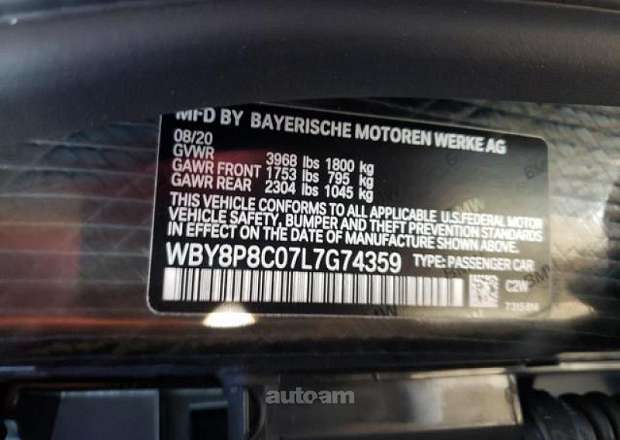 MFD BY BAYERISCHE MOTOREN WERKE AG
08/20
GVWR 3968 lbs 1800 kg
GAWR FRONT 1753 lbs 795 kg
GAWR REAR 2304 lbs 1045 kg
THIS VEHICLE CONFORMS TO ALL APPLICABLE U.S.FEDERAL MOTOR
VEHICLE SAFETY, BUMPER AND THEFT PREVENTION STANDARDS
IN EFFECT ON THE DATE OF MANUFACTURE SHOWN ABOVE.
WBY8P8C07L7G74359 TYPE: PASSENGER CAR
C2W
auto.am